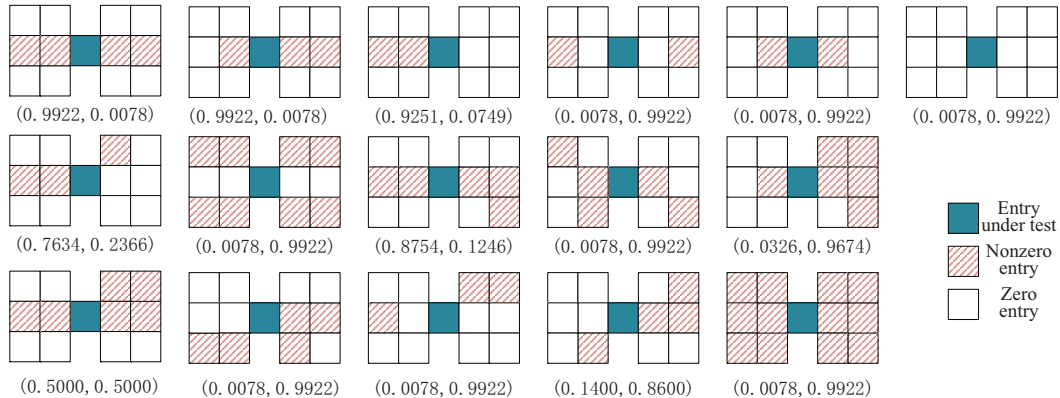 (0.9922, 0.0078) (0.9922, 0.0078) (0.9251, 0.0749) (0.0078, 0.9922) (0.0078, 0.9922) (0.0078, 0.9922)
(0.7634, 0.2366) (0.0078, 0.9922) (0.8754, 0.1246) (0.0078, 0.9922) (0.0326, 0.9674)
(0.5000, 0.5000) (0.0078, 0.9922) (0.0078, 0.9922) (0.1400, 0.8600) (0.0078, 0.9922)
Entry
under test
Nonzero
entry
Zero
entry